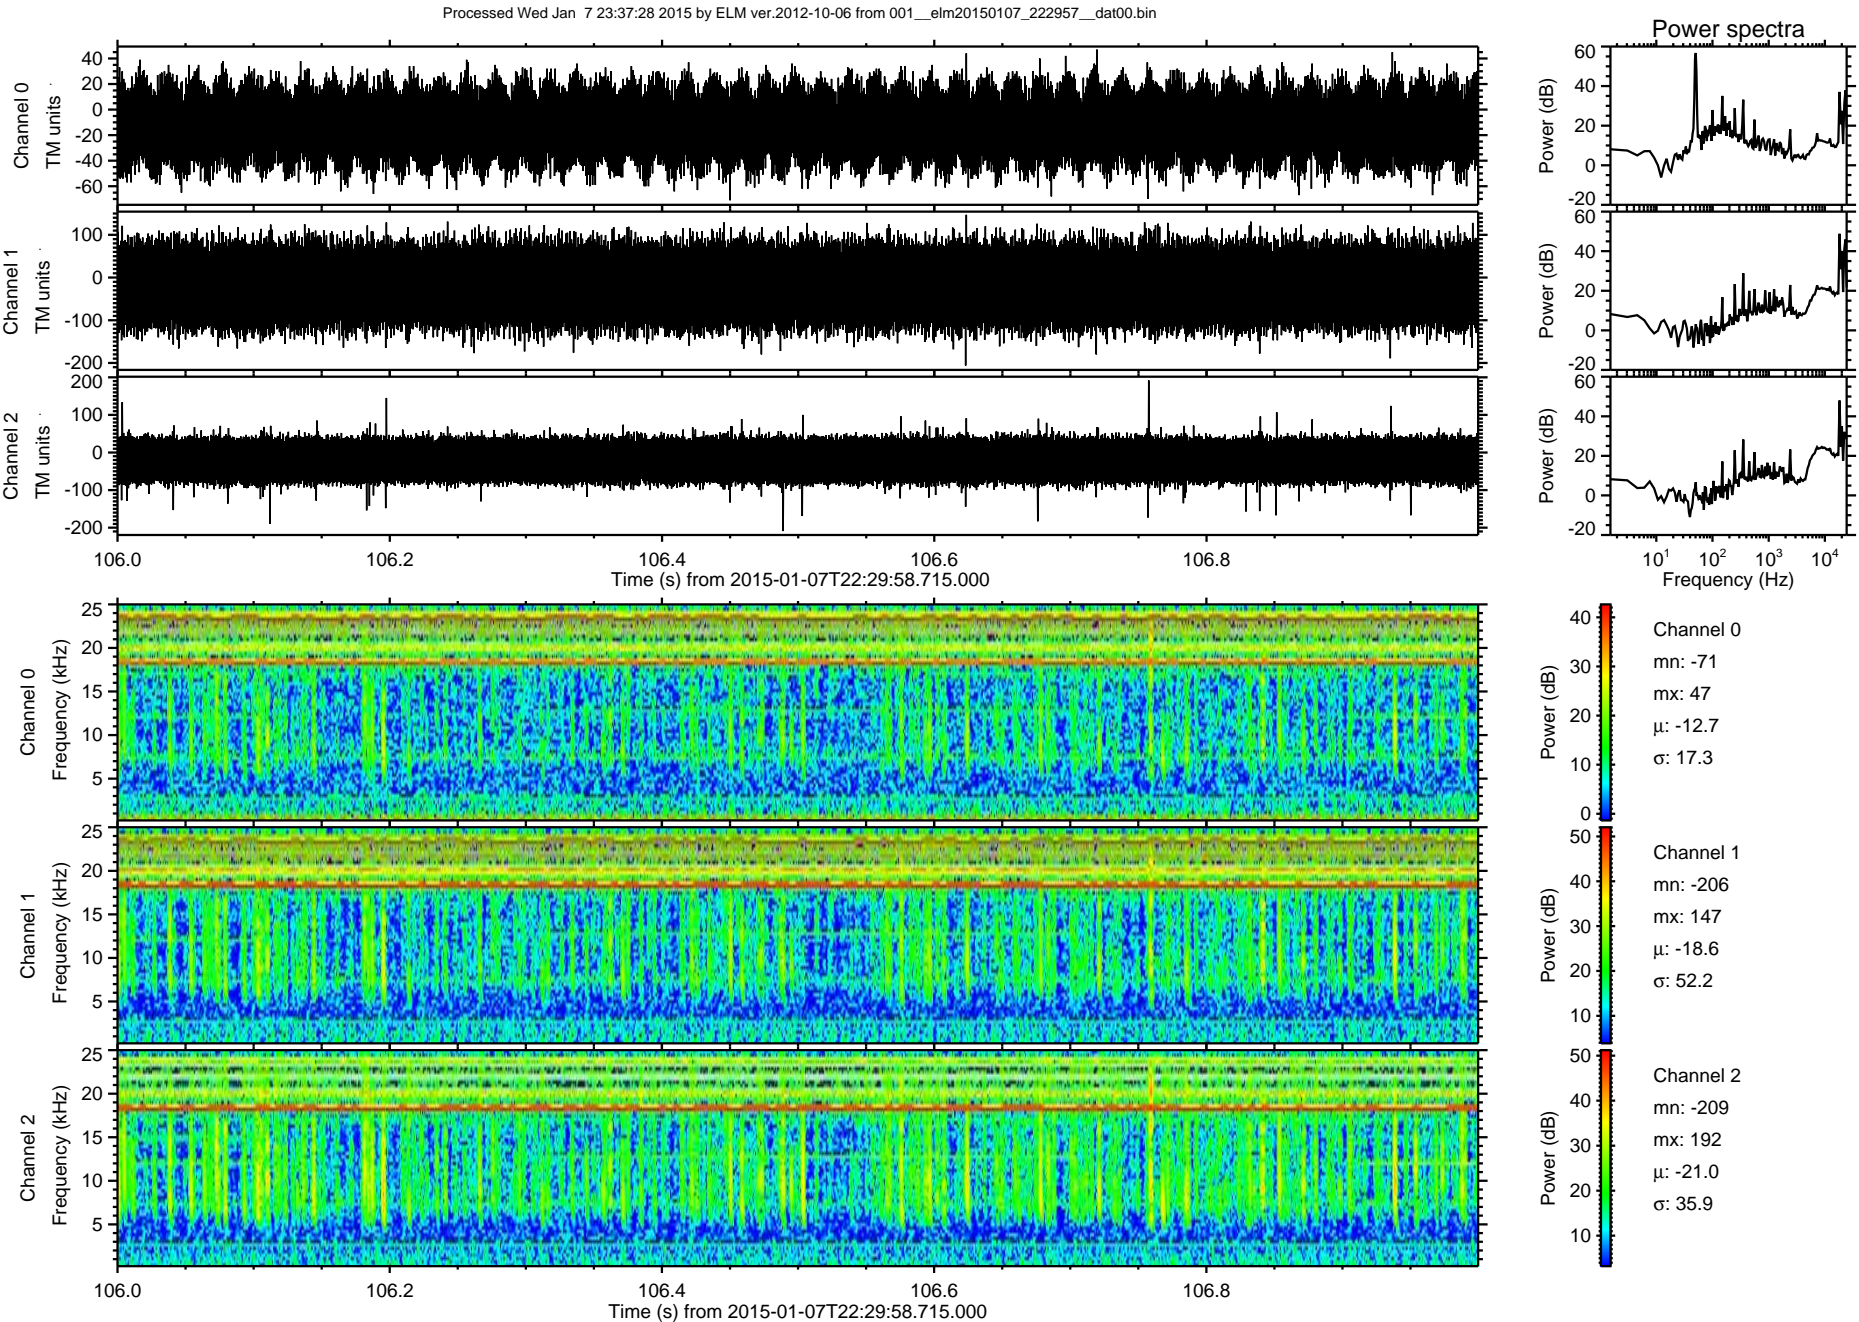 Processed Wed Jan  7 23:37:28 2015 by ELM ver.2012-10-06 from 001__elm20150107_222957__dat00.bin
Power spectra
Channel 0
TM units
40
20
0
-20
-40
-60
Power (dB)
60
40
20
0
-20
Channel 1
TM units
100
0
-100
-200
Power (dB)
60
40
20
0
-20
Channel 2
TM units
200
100
0
-100
-200
Power (dB)
60
40
20
0
-20
106.0 106.2 106.4 106.6 106.8
Time (s) from 2015-01-07T22:29:58.715.000
10^1 10^2 10^3 10^4
Frequency (Hz)
Channel 0
Frequency (kHz)
25
20
15
10
5
Power (dB)
40
30
20
10
0
Channel 0
mn: -71
mx: 47
μ: -12.7
σ: 17.3
Channel 1
Frequency (kHz)
25
20
15
10
5
Power (dB)
50
40
30
20
10
Channel 1
mn: -206
mx: 147
μ: -18.6
σ: 52.2
Channel 2
Frequency (kHz)
25
20
15
10
5
Power (dB)
50
40
30
20
10
Channel 2
mn: -209
mx: 192
μ: -21.0
σ: 35.9
106.0 106.2 106.4 106.6 106.8
Time (s) from 2015-01-07T22:29:58.715.000